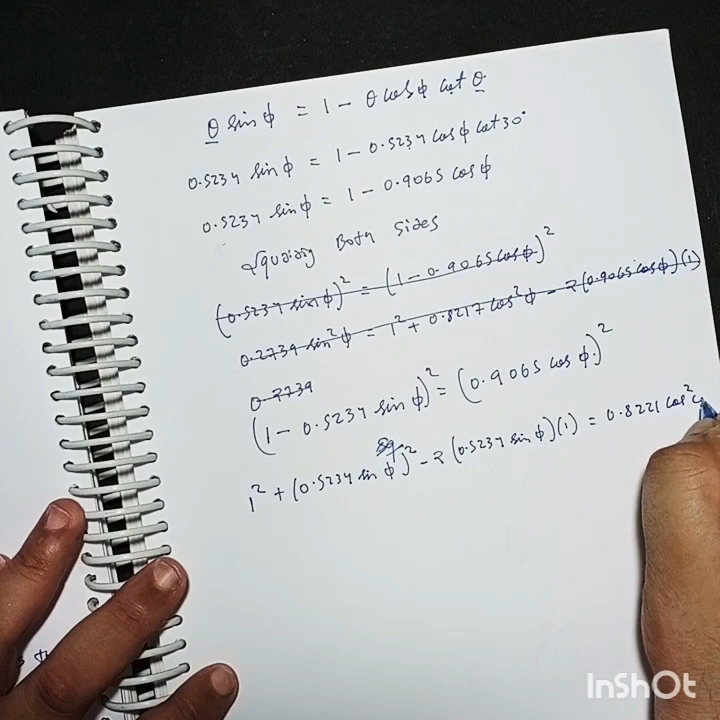 θ sin ϕ = 1 - θ cos ϕ cot θ.
0.5234 sin ϕ = 1 - 0.5234 cos ϕ cot 30°
0.5234 sin ϕ = 1 - 0.9065 cos ϕ
Squaring Both Sides
(0.5234 sin ϕ)² = (1 - 0.9065 cos ϕ)²
0.2739 sin² ϕ = 1² + 0.8217 cos² ϕ - 2 (0.9065 cos ϕ) (1)
0.2739
(1 - 0.5234 sin ϕ)² = (0.9065 cos ϕ)²
1² + (0.5234 sin ϕ)² - 2 (0.5234 sin ϕ) (1) = 0.8221 cos²
InShOt